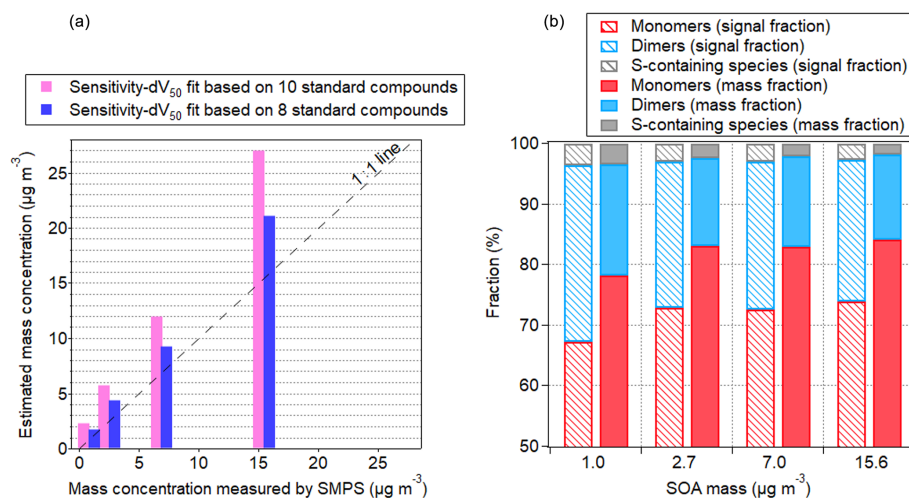 (a)
Sensitivity-dV50 fit based on 10 standard compounds
Sensitivity-dV50 fit based on 8 standard compounds
Estimated mass concentration (µg m-3)
25
20
15
10
5
0
1:1 line
0
5
10
15
20
25
Mass concentration measured by SMPS (µg m-3)
(b)
Monomers (signal fraction)
Dimers (signal fraction)
S-containing species (signal fraction)
Monomers (mass fraction)
Dimers (mass fraction)
S-containing species (mass fraction)
Fraction (%)
100
90
80
70
60
50
1.0
2.7
7.0
15.6
SOA mass (µg m-3)